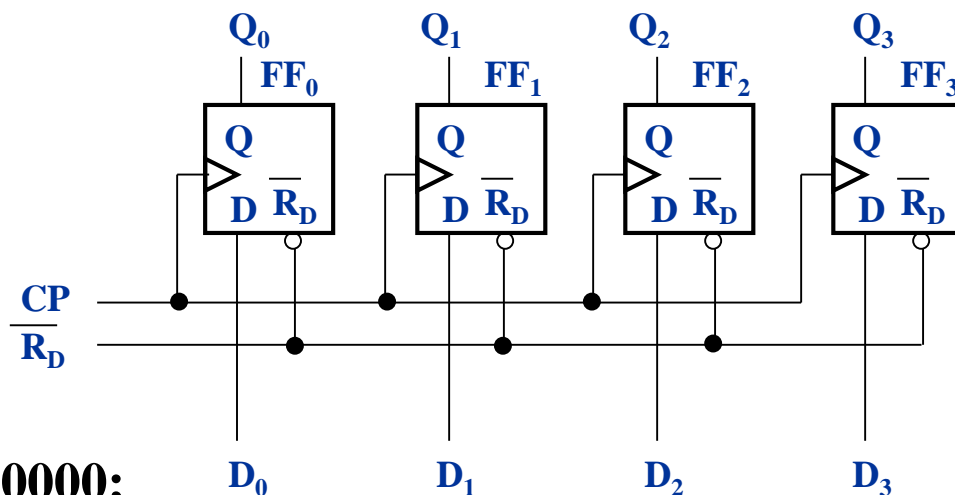 Q₀ Q₁ Q₂ Q₃
FF₀ FF₁ FF₂ FF₃
Q Q Q Q
D R̅D̅ D R̅D̅ D R̅D̅ D R̅D̅
CP
R̅D̅
0000; D₀ D₁ D₂ D₃